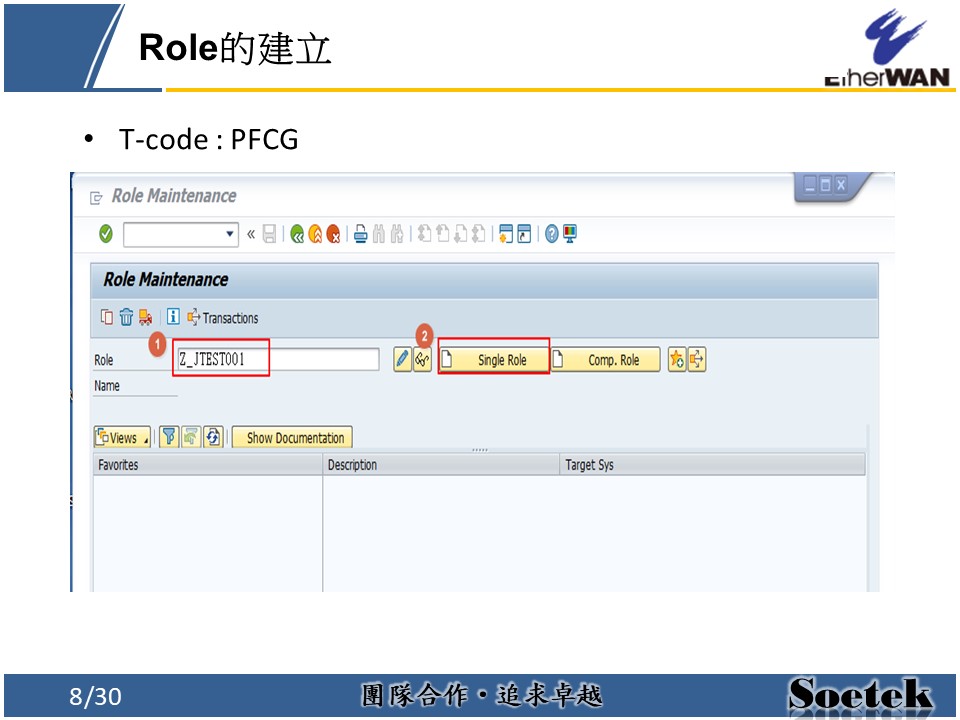 Role的建立
EtherWAN
• T-code : PFCG
Role Maintenance
Role Maintenance
Transactions
1
2
Role
Z_JTEST001
Single Role
Comp. Role
Name
Views
Show Documentation
Favorites
Description
Target Sys
8/30
團隊合作·追求卓越
Soetek